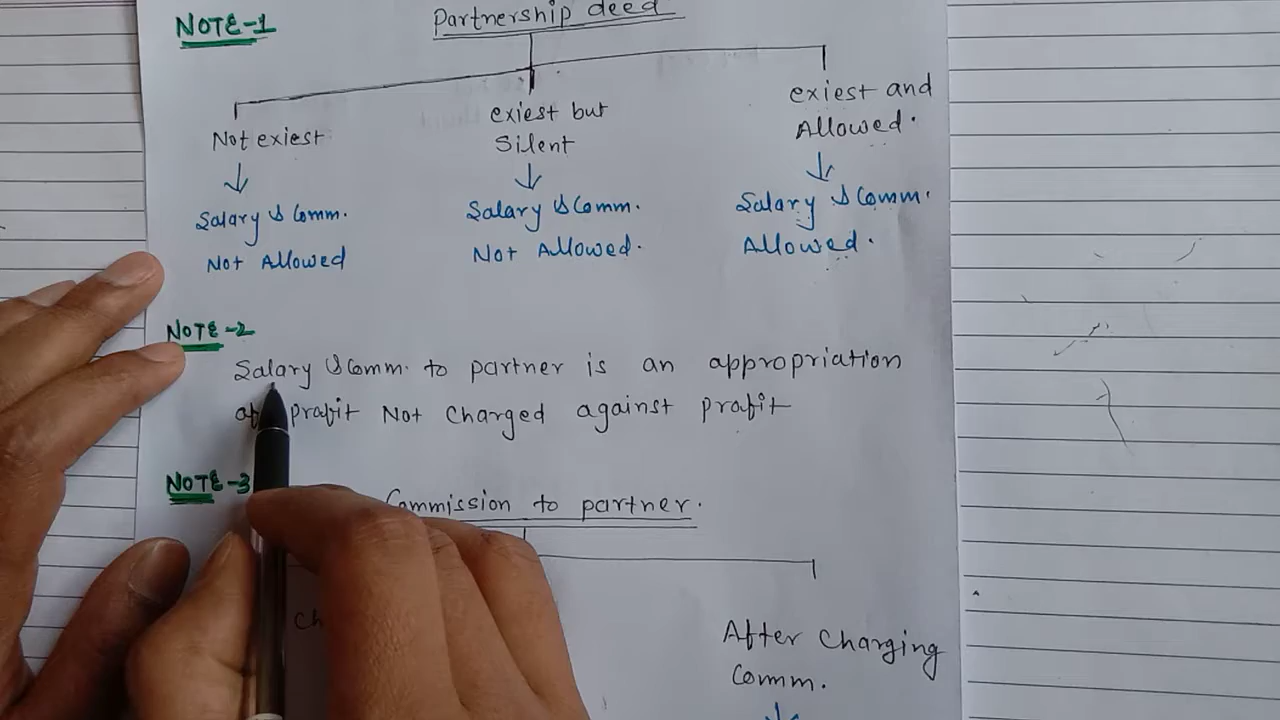 NOTE-1
Partnership deed
Not exiest
exiest but
Silent
exiest and
Allowed.
Salary & Comm.
Not Allowed
Salary & Comm.
Not Allowed.
Salary & Comm.
Allowed.
NOTE-2
Salary & Comm. to partner is an appropriation
profit Not charged against profit
NOTE-3
Commission to partner.
After charging
Comm.